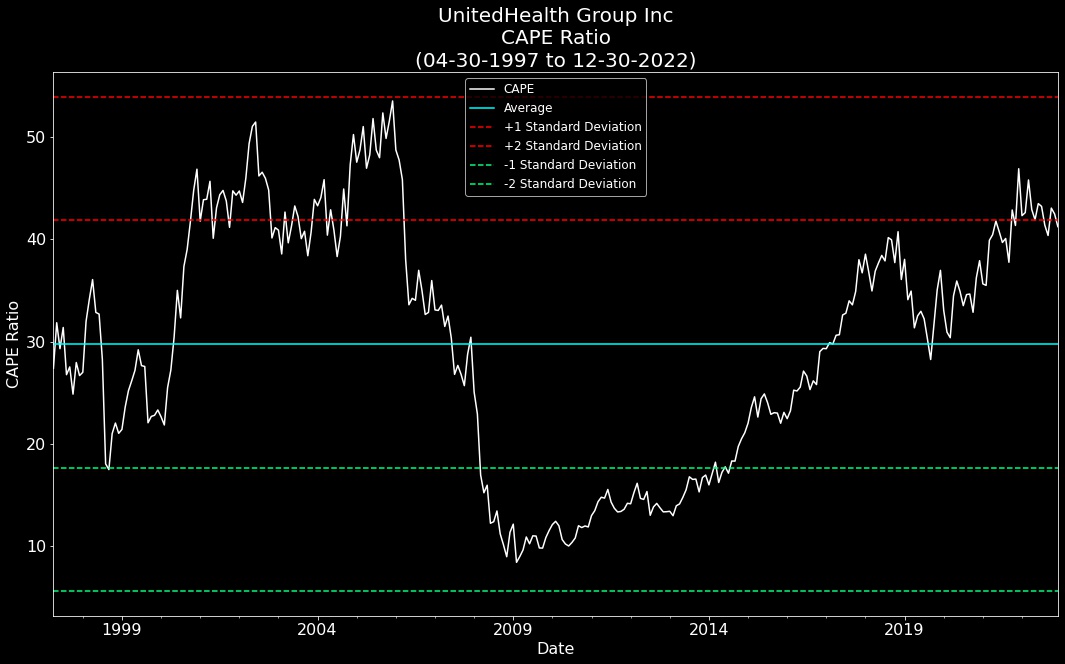 UnitedHealth Group Inc
CAPE Ratio
(04-30-1997 to 12-30-2022)
CAPE
Average
+1 Standard Deviation
+2 Standard Deviation
-1 Standard Deviation
-2 Standard Deviation
CAPE Ratio
50
40
30
20
10
1999
2004
2009
2014
2019
Date